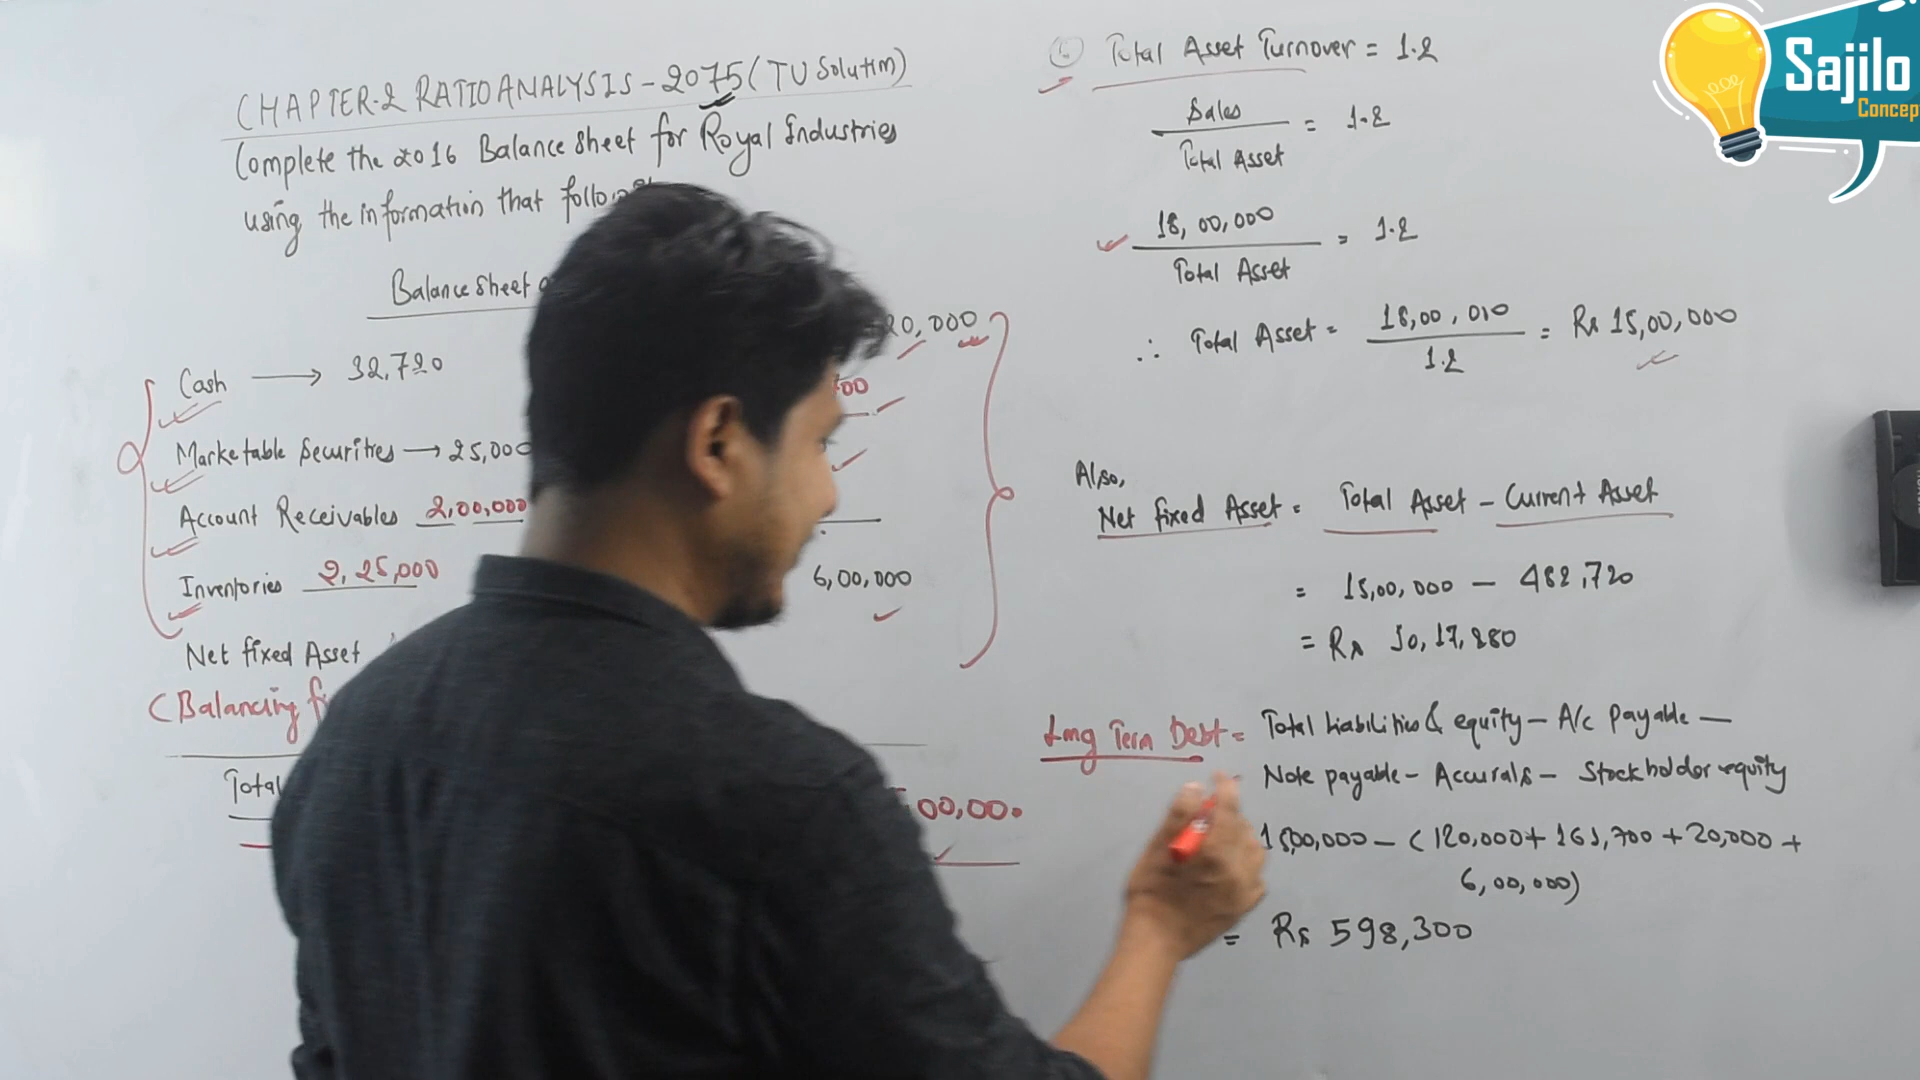 CHAPTER-2 RATIO ANALYSIS - 2075 (TU Solution)
Complete the 2016 Balance Sheet for Royal Industries
using the information that
Balance Sheet
20,000
Cash → 32,720
00
Marketable Securities → 25,000
Account Receivables 2,00,000
Inventories 2,25,000
6,00,000
Net fixed Asset
(Balancing
Total
00,000
Total Asset Turnover = 1.2
Sales
Total Asset
= 1.2
18,00,000
Total Asset
= 1.2
∴ Total Asset = 18,00,000
1.2
= Rs 15,00,000
Also,
Net fixed Asset = Total Asset - Current Asset
= 15,00,000 - 482,720
= Rs 10,17,280
Long Term Debt = Total liabilities & equity - A/c payable -
Note payable - Accurals - Stockholder equity
1500,000 - (120,000 + 161,700 + 20,000 +
6,00,000)
= Rs 598,300
Sajilo
Concep